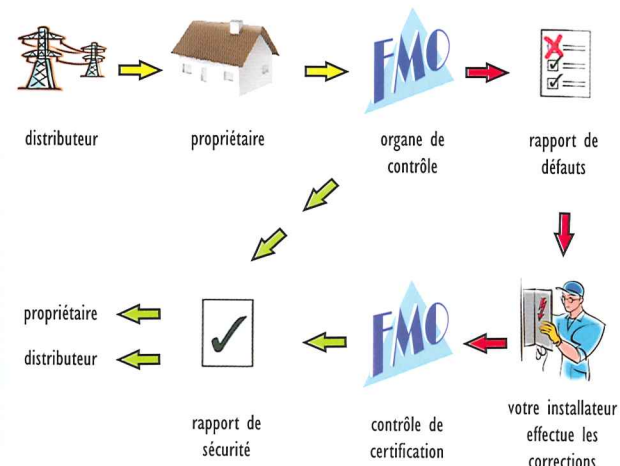 FMO
distributeur
propriétaire
organe de
contrôle
rapport de
défauts
propriétaire
distributeur
FMO
rapport de
sécurité
contrôle de
certification
votre installateur
effectue les
corrections